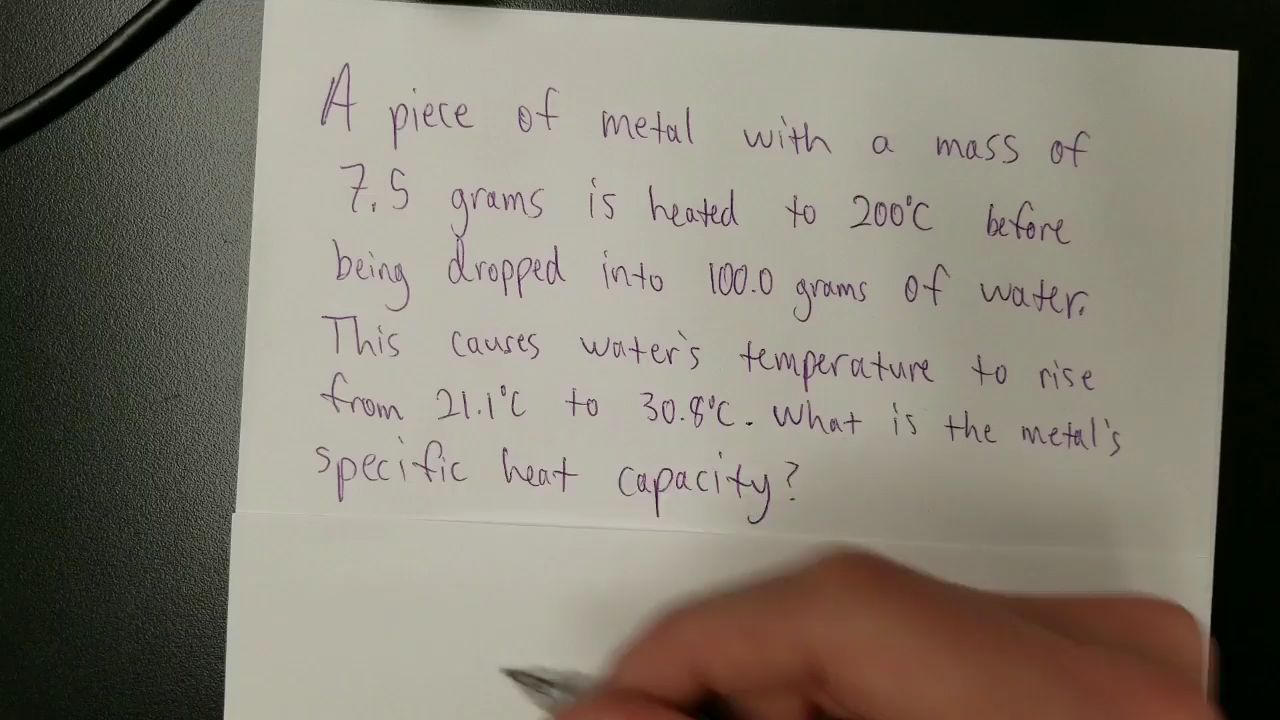 A piece of metal with a mass of
7.5 grams is heated to 200°C before
being dropped into 100.0 grams of water.
This causes water's temperature to rise
from 21.1°C to 30.8°C. What is the metal's
specific heat capacity?